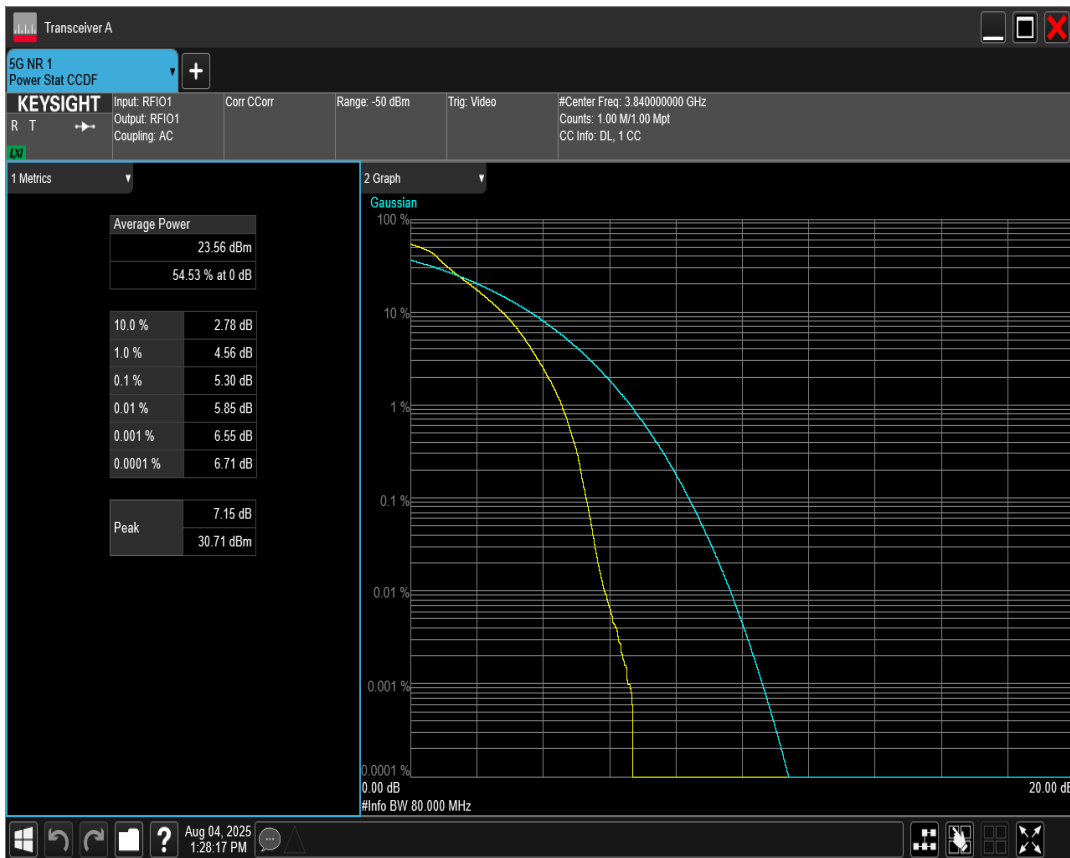 Transceiver A
5G NR 1
Power Stat CCDF
KEYSIGHT
R T
LXI
Input: RFIO1
Output: RFIO1
Coupling: AC
Corr CCorr
Range: -50 dBm
Trig: Video
#Center Freq: 3.840000000 GHz
Counts: 1.00 M/1.00 Mpt
CC Info: DL, 1 CC
1 Metrics
Average Power
23.56 dBm
54.53 % at 0 dB
10.0 % 2.78 dB
1.0 % 4.56 dB
0.1 % 5.30 dB
0.01 % 5.85 dB
0.001 % 6.55 dB
0.0001 % 6.71 dB
Peak
7.15 dB
30.71 dBm
2 Graph
Gaussian
100 %
10 %
1 %
0.1 %
0.01 %
0.001 %
0.0001 %
0.00 dB
20.00 dB
#Info BW 80.000 MHz
?
Aug 04, 2025
1:28:17 PM